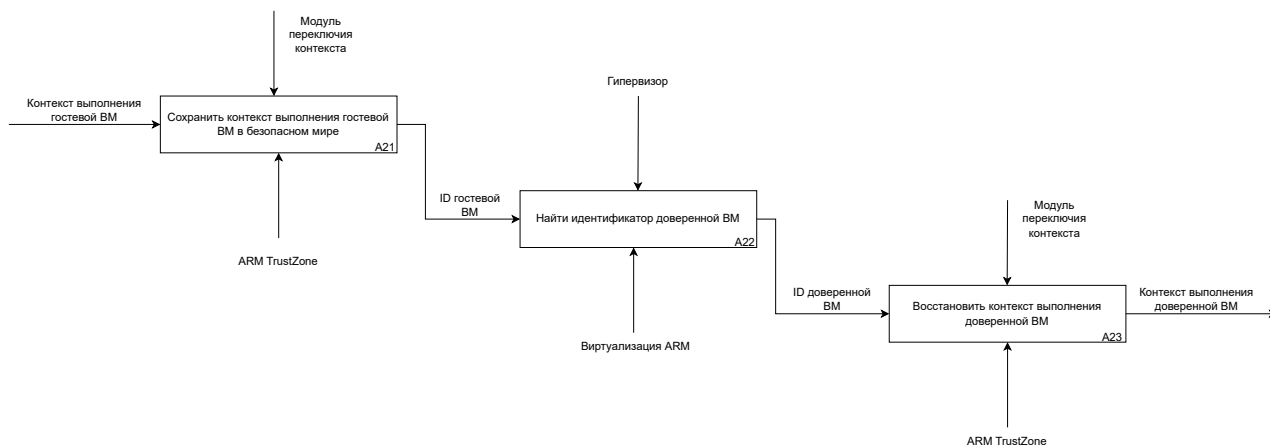 Модуль
переключия
контекста
Контекст выполнения
гостевой ВМ
Сохранить контекст выполнения гостевой
ВМ в безопасном мире
A21
ARM TrustZone
Гипервизор
ID гостевой
ВМ
Найти идентификатор доверенной ВМ
A22
Виртуализация ARM
Модуль
переключия
контекста
ID доверенной
ВМ
Восстановить контекст выполнения
доверенной ВМ
A23
Контекст выполнения
доверенной ВМ
ARM TrustZone